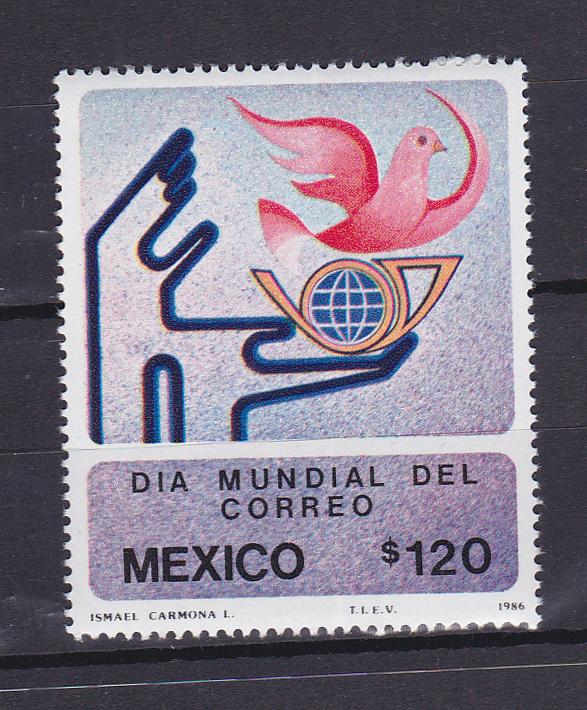 DIA MUNDIAL DEL
CORREO
MEXICO $120
ISMAEL CARMONA L. T.I.E.V. 1986